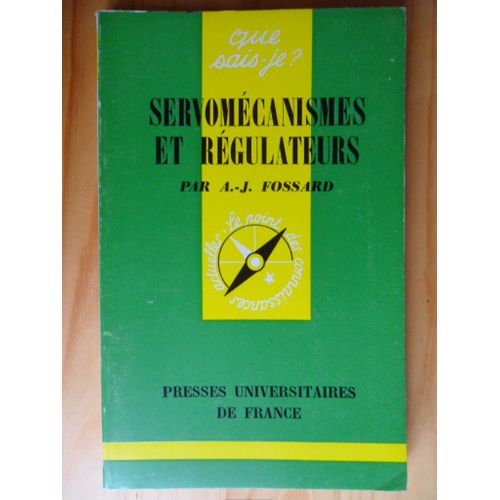 que
sais-je?
SERVOMÉCANISMES
ET RÉGULATEURS
PAR A.-J. FOSSARD
Le point des connaissances actuelles
PRESSES UNIVERSITAIRES
DE FRANCE